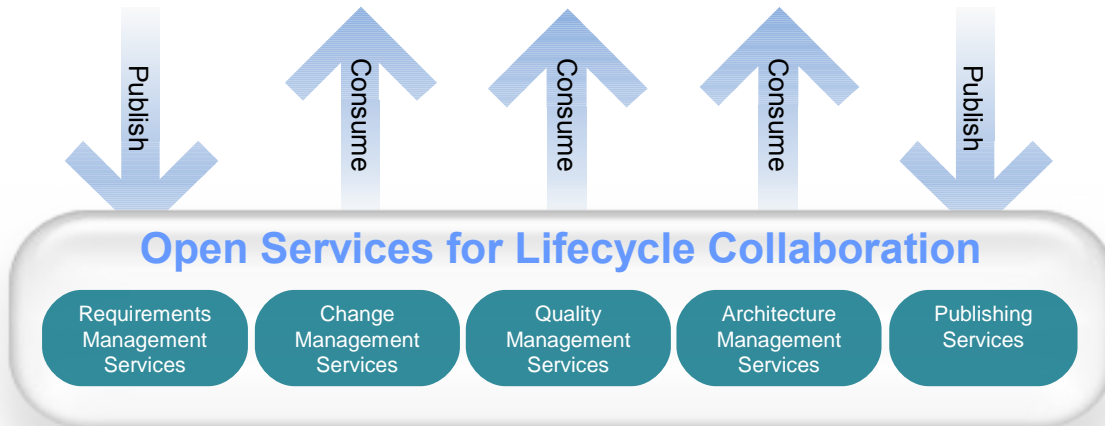 Publish
Consume
Consume
Consume
Publish
Open Services for Lifecycle Collaboration
Requirements
Management
Services
Change
Management
Services
Quality
Management
Services
Architecture
Management
Services
Publishing
Services